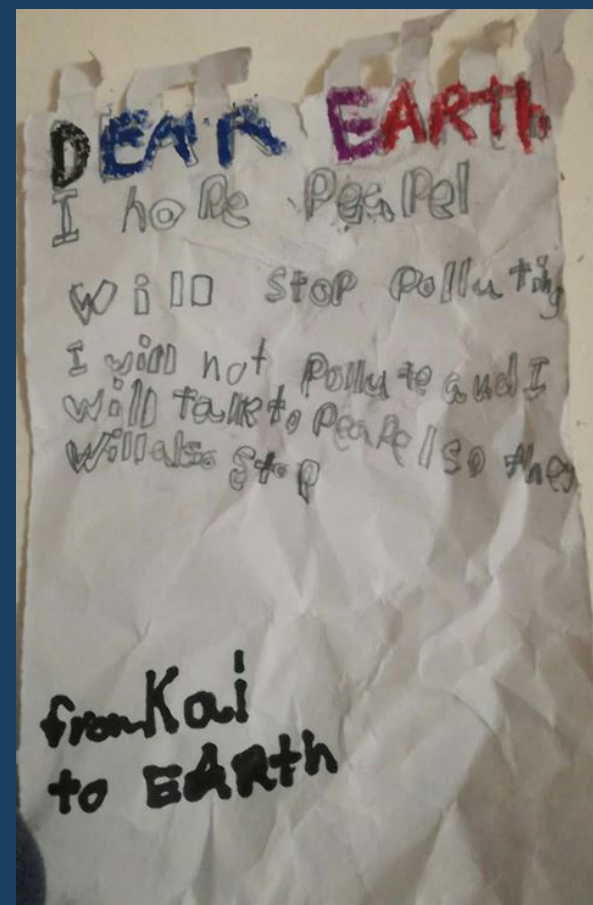 DEAR EARth
I hope Peapel
will stop Polluting
I will not Pollute and I
will talk to Peapel so they
will also stop
from Kai
to EARth